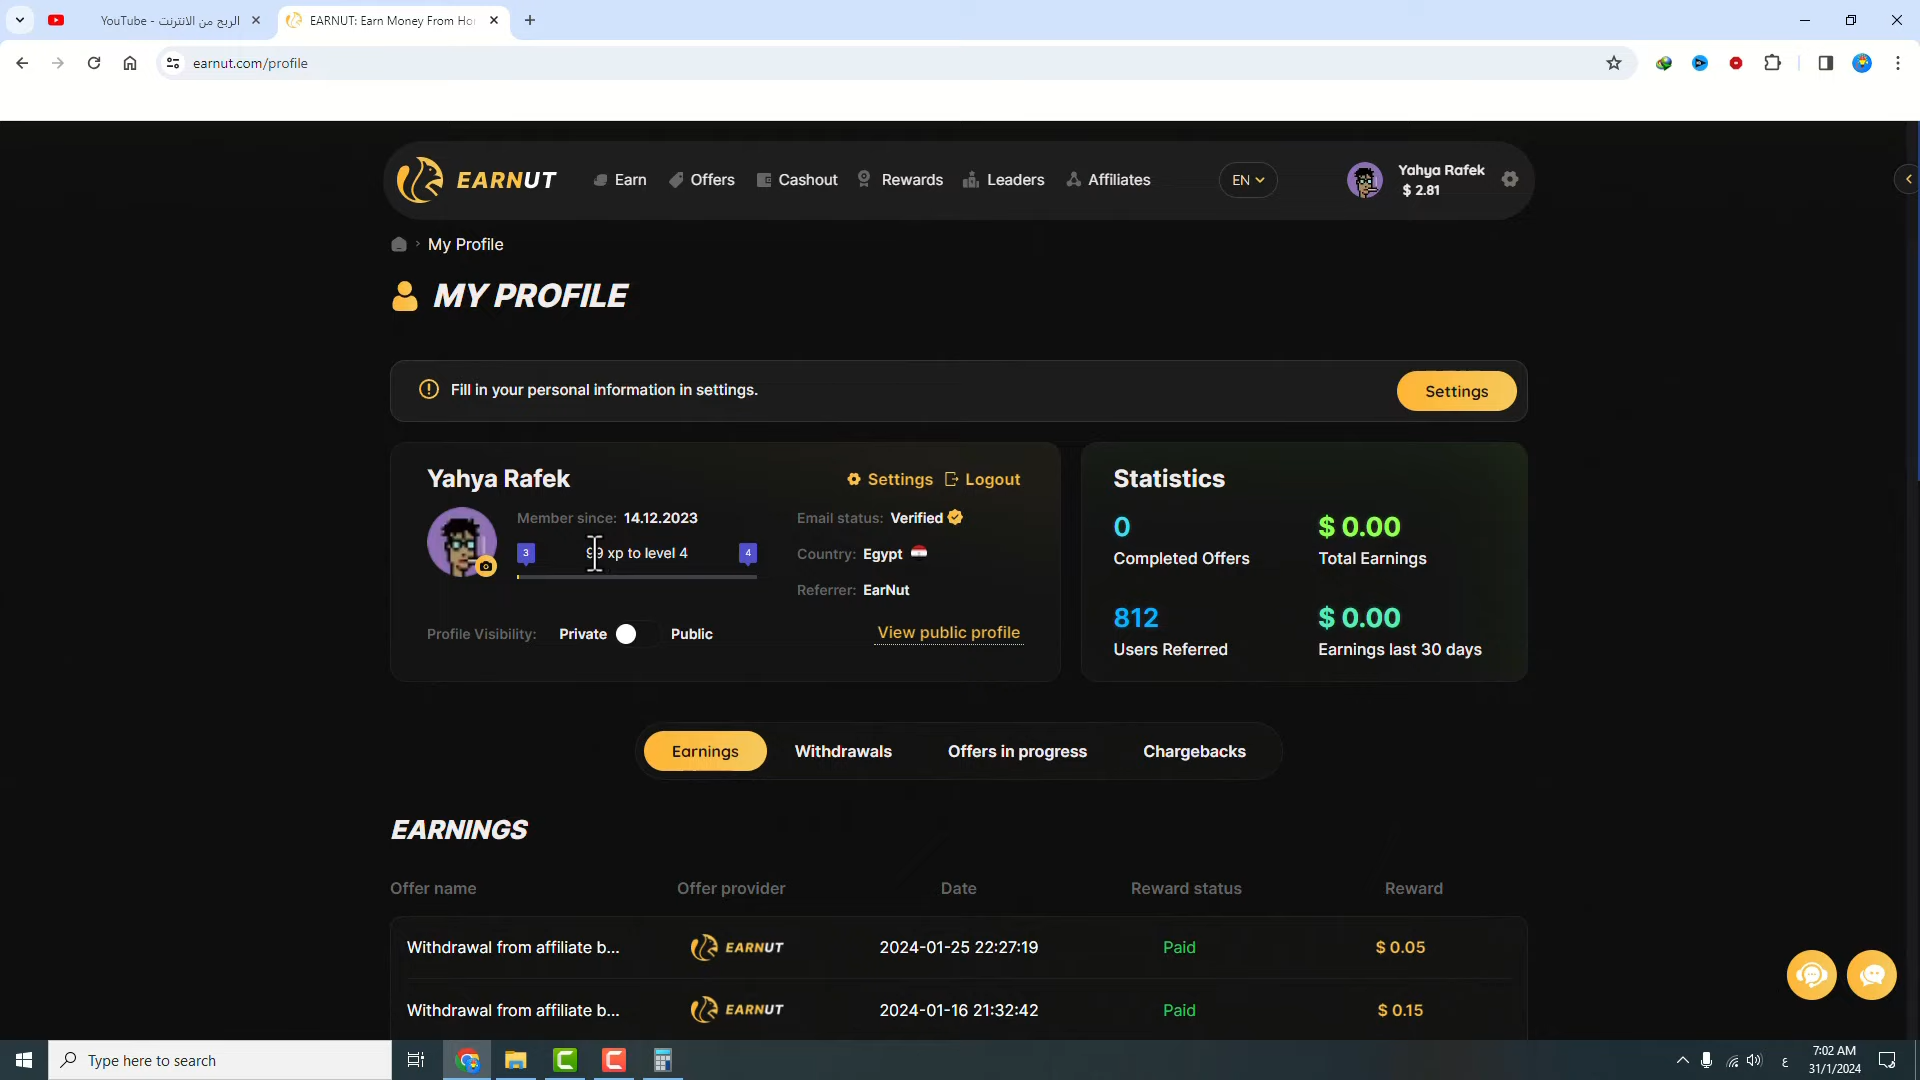 YouTube - الربح من الانترنت
EARNUT: Earn Money From Ho
earnut.com/profile
EARNUT
Earn
Offers
Cashout
Rewards
Leaders
Affiliates
EN
Yahya Rafek
$ 2.81
My Profile
MY PROFILE
Fill in your personal information in settings.
Settings
Yahya Rafek
Settings
Logout
Member since: 14.12.2023
3
99 xp to level 4
4
Email status: Verified
Country: Egypt
Referrer: EarNut
Profile Visibility: Private Public
View public profile
Statistics
0
Completed Offers
$ 0.00
Total Earnings
812
Users Referred
$ 0.00
Earnings last 30 days
Earnings
Withdrawals
Offers in progress
Chargebacks
EARNINGS
Offer name
Offer provider
Date
Reward status
Reward
Withdrawal from affiliate b...
EARNUT
2024-01-25 22:27:19
Paid
$ 0.05
Withdrawal from affiliate b...
EARNUT
2024-01-16 21:32:42
Paid
$ 0.15
Type here to search
ع
7:02 AM
31/1/2024